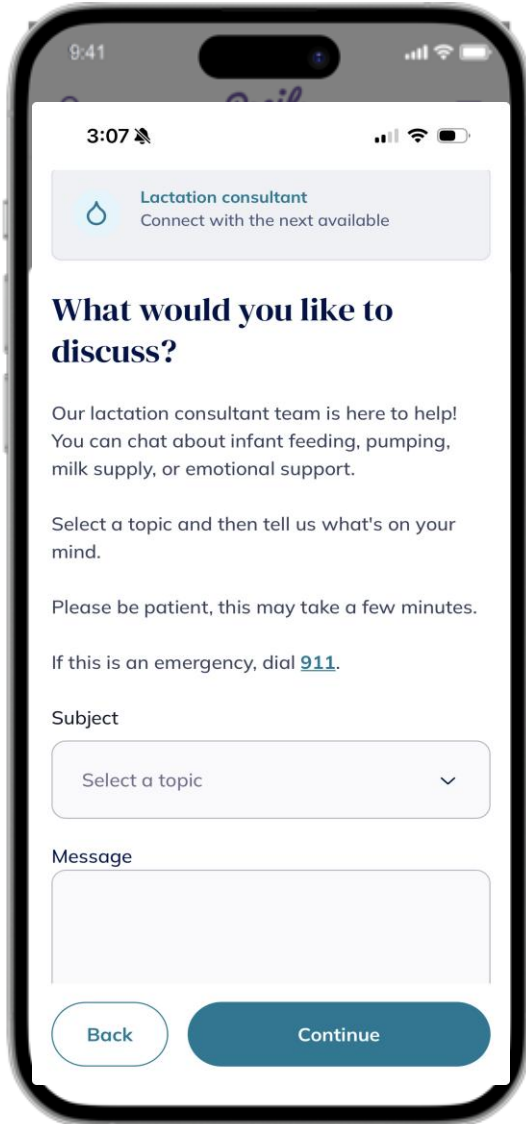 9:41
3:07
Lactation consultant
Connect with the next available
What would you like to
discuss?
Our lactation consultant team is here to help!
You can chat about infant feeding, pumping,
milk supply, or emotional support.
Select a topic and then tell us what's on your
mind.
Please be patient, this may take a few minutes.
If this is an emergency, dial 911.
Subject
Select a topic
Message
Back
Continue